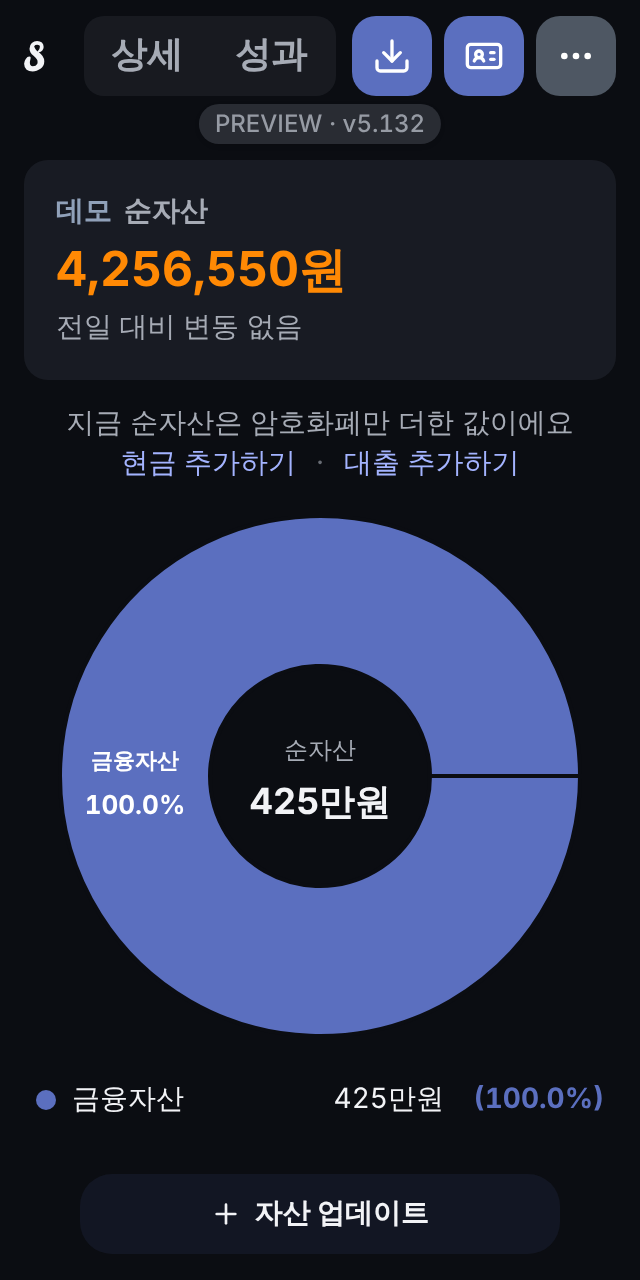 S
상세 성과
PREVIEW · v5.132
데모 순자산
4,256,550원
전일 대비 변동 없음
지금 순자산은 암호화폐만 더한 값이에요
현금 추가하기 · 대출 추가하기
금융자산
100.0%
순자산
425만원
금융자산 425만원 (100.0%)
+ 자산 업데이트